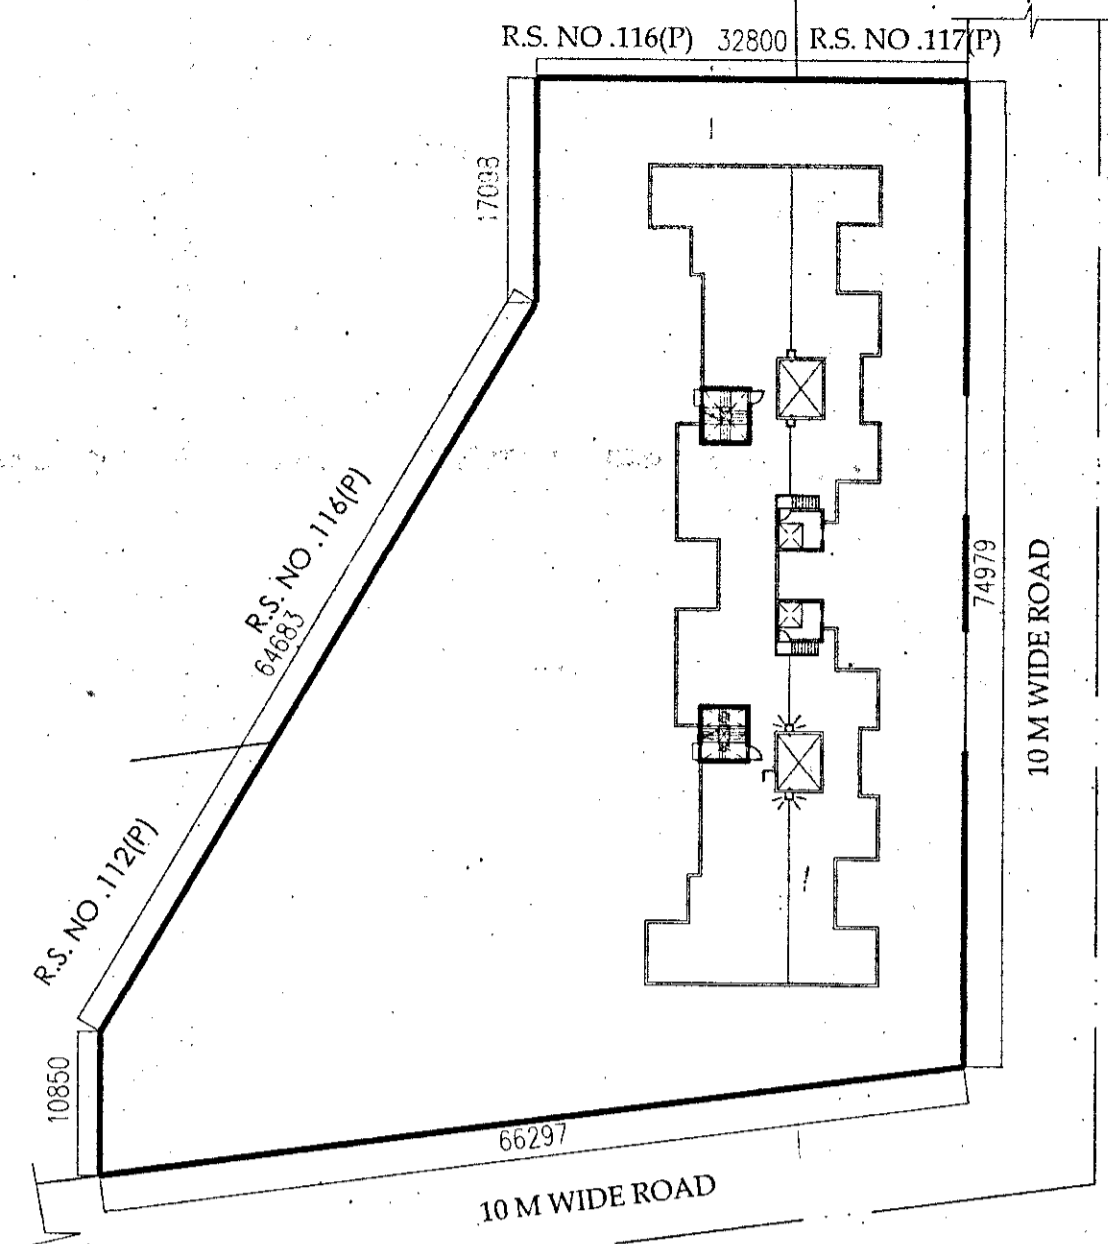 R.S. NO .116(P) 32800 R.S. NO .117(P)
17098
R.S. NO .116(P)
64683
74979
10 M WIDE ROAD
R.S. NO .112(P)
10850
66297
10 M WIDE ROAD